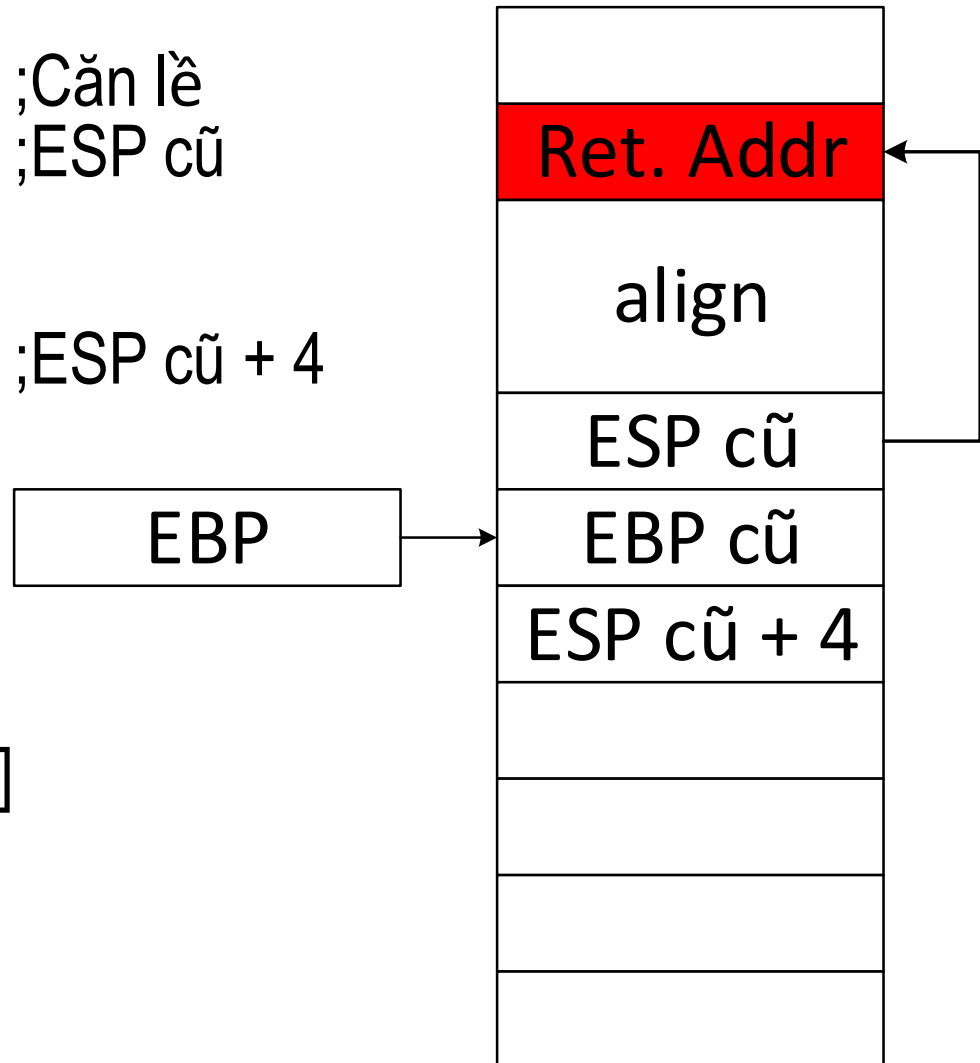 ;Căn lề
;ESP cũ
Ret. Addr
align
;ESP cũ + 4
ESP cũ
EBP
EBP cũ
ESP cũ + 4
]